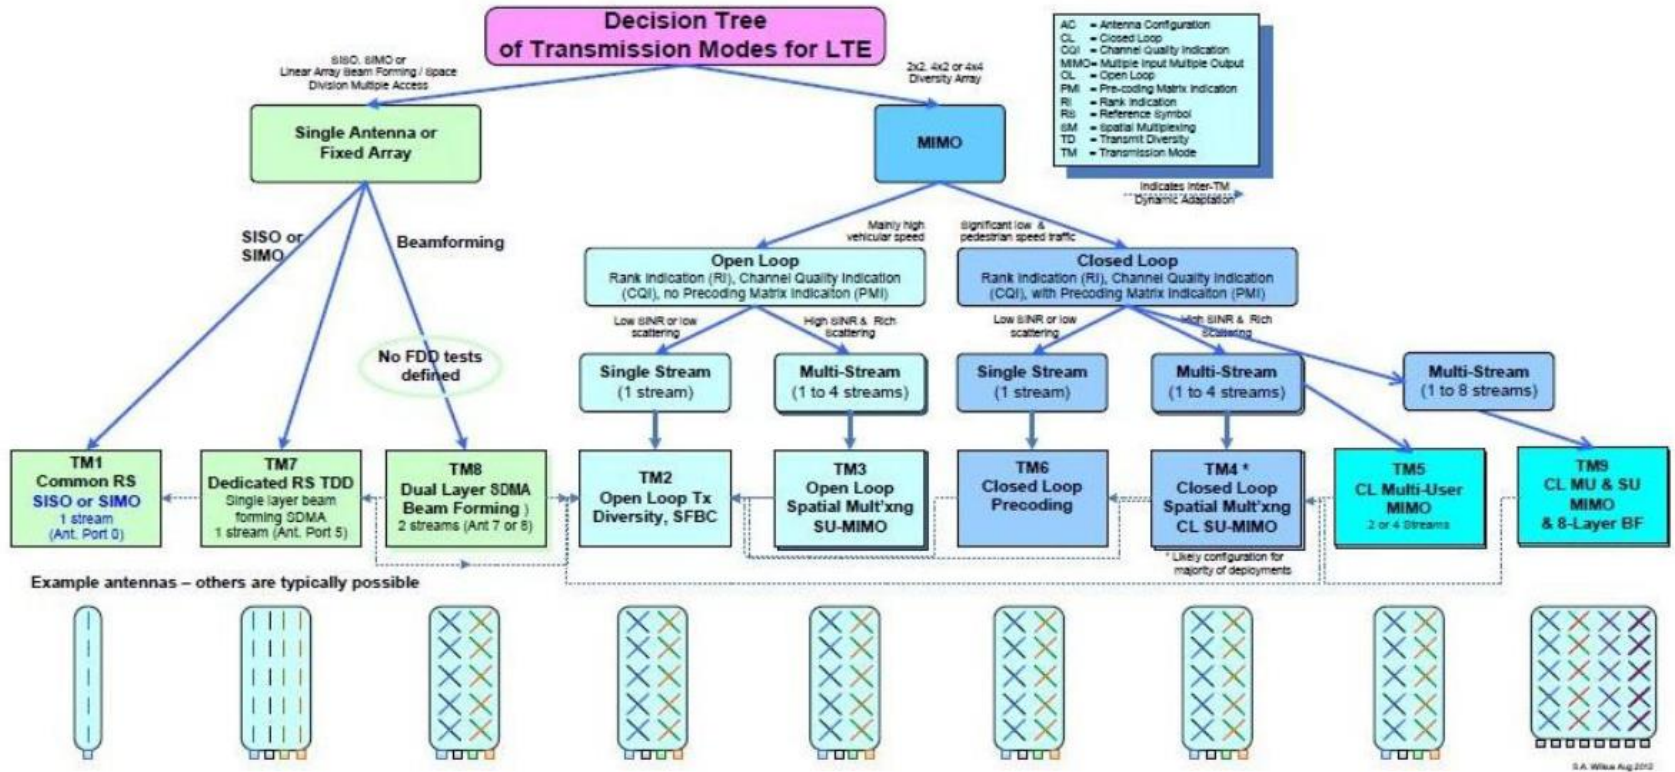 Decision Tree
of Transmission Modes for LTE
AC = Antenna Configuration
CL = Closed Loop
CQI = Channel Quality Indication
MIMO= Multiple Input Multiple Output
OL = Open Loop
PMI = Pre-coding Matrix Indication
RI = Rank Indication
RS = Reference Symbol
SM = Spatial Multiplexing
TD = Transmit Diversity
TM = Transmission Mode
Indicates Inter-TM
Dynamic Adaptation
SISO, SIMO or
Linear Array Beam Forming / Space
Division Multiple Access
2x2, 4x2 or 4x4
Diversity Array
Single Antenna or
Fixed Array
MIMO
SISO or
SIMO
Beamforming
No FDD tests
defined
Mainly high
vehicular speed
Significant low &
pedestrian speed traffic
Open Loop
Rank Indication (RI), Channel Quality Indication
(CQI), no Precoding Matrix Indicaiton (PMI)
Closed Loop
Rank Indication (RI), Channel Quality Indication
(CQI), with Precoding Matrix Indicaiton (PMI)
Low SINR or low
scattering
High SINR & Rich
Scattering
Low SINR or low
scattering
High SINR & Rich
Scattering
Single Stream
(1 stream)
Multi-Stream
(1 to 4 streams)
Single Stream
(1 stream)
Multi-Stream
(1 to 4 streams)
Multi-Stream
(1 to 8 streams)
TM1
Common RS
SISO or SIMO
1 stream
(Ant. Port 0)
TM7
Dedicated RS TDD
Single layer beam
forming SDMA
1 stream (Ant. Port 5)
TM8
Dual Layer SDMA
Beam Forming )
2 streams (Ant 7 or 8)
TM2
Open Loop Tx
Diversity, SFBC
TM3
Open Loop
Spatial Mult'xng
SU-MIMO
TM6
Closed Loop
Precoding
TM4 *
Closed Loop
Spatial Mult'xng
CL SU-MIMO
TM5
CL Multi-User
MIMO
2 or 4 Streams
TM9
CL MU & SU
MIMO
& 8-Layer BF
* Likely configuration for
majority of deployments
Example antennas – others are typically possible
S.A. Wilkus Aug 2012